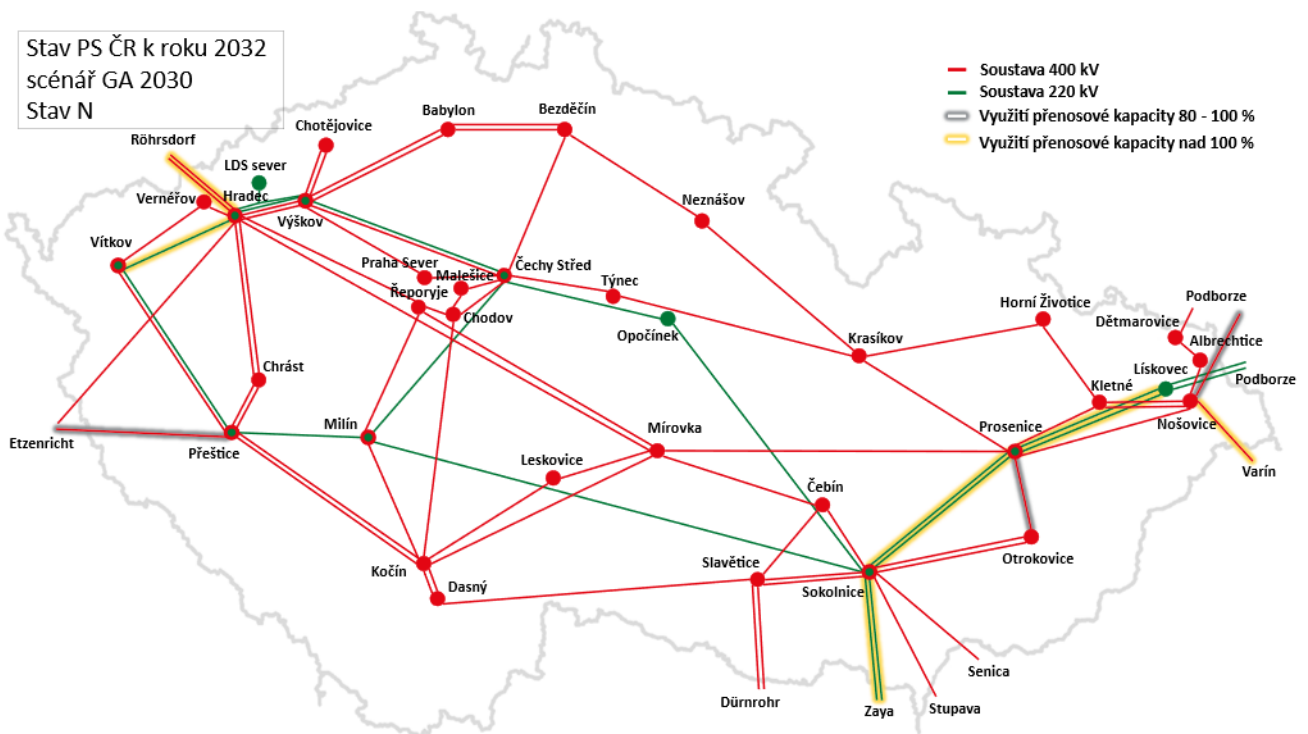 Stav PS ČR k roku 2032
scénář GA 2030
Stav N
Soustava 400 kV
Soustava 220 kV
Využití přenosové kapacity 80 - 100 %
Využití přenosové kapacity nad 100 %
Babylon
Bezděčín
Chotějovice
Röhrsdorf
LDS sever
Vernéřov
Hradec
Výškov
Neznášov
Vítkov
Praha Sever
Malešice
Čechy Střed
Týnec
Řeporyje
Chodov
Opočínek
Krasíkov
Horní Životice
Podborze
Dětmarovice
Albrechtice
Lískovec
Podborze
Kletné
Nošovice
Chrást
Etzenricht
Přeštice
Milín
Mírovka
Leskovice
Prosenice
Varín
Čebín
Otrokovice
Kočín
Dasný
Slavětice
Sokolnice
Senica
Dürnrohr
Zaya
Stupava